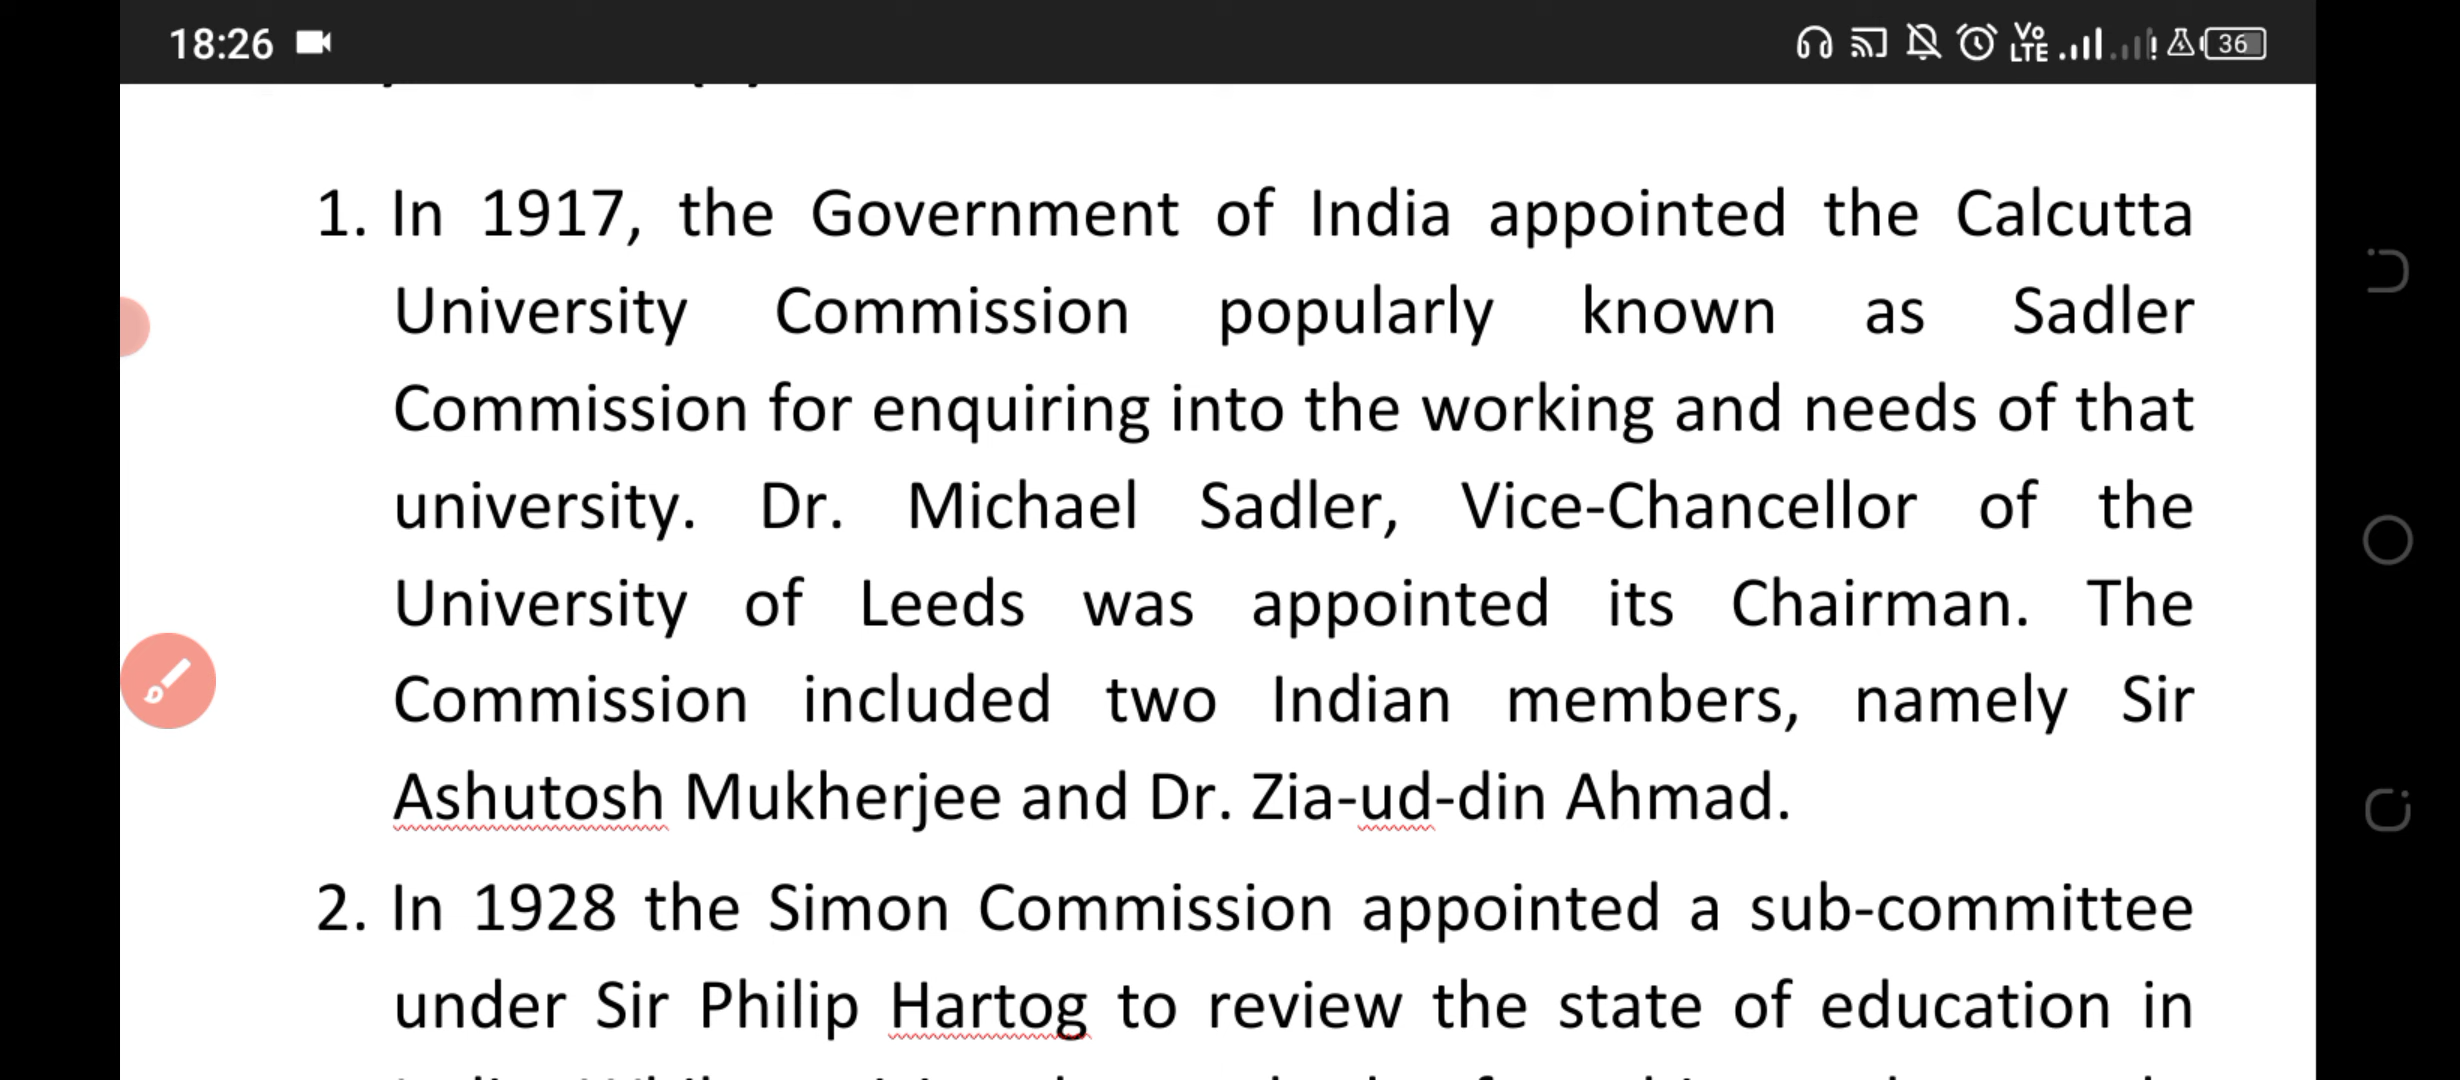 18:26 Vo LTE 36
1. In 1917, the Government of India appointed the Calcutta
University Commission popularly known as Sadler
Commission for enquiring into the working and needs of that
university. Dr. Michael Sadler, Vice-Chancellor of the
University of Leeds was appointed its Chairman. The
Commission included two Indian members, namely Sir
Ashutosh Mukherjee and Dr. Zia-ud-din Ahmad.
2. In 1928 the Simon Commission appointed a sub-committee
under Sir Philip Hartog to review the state of education in